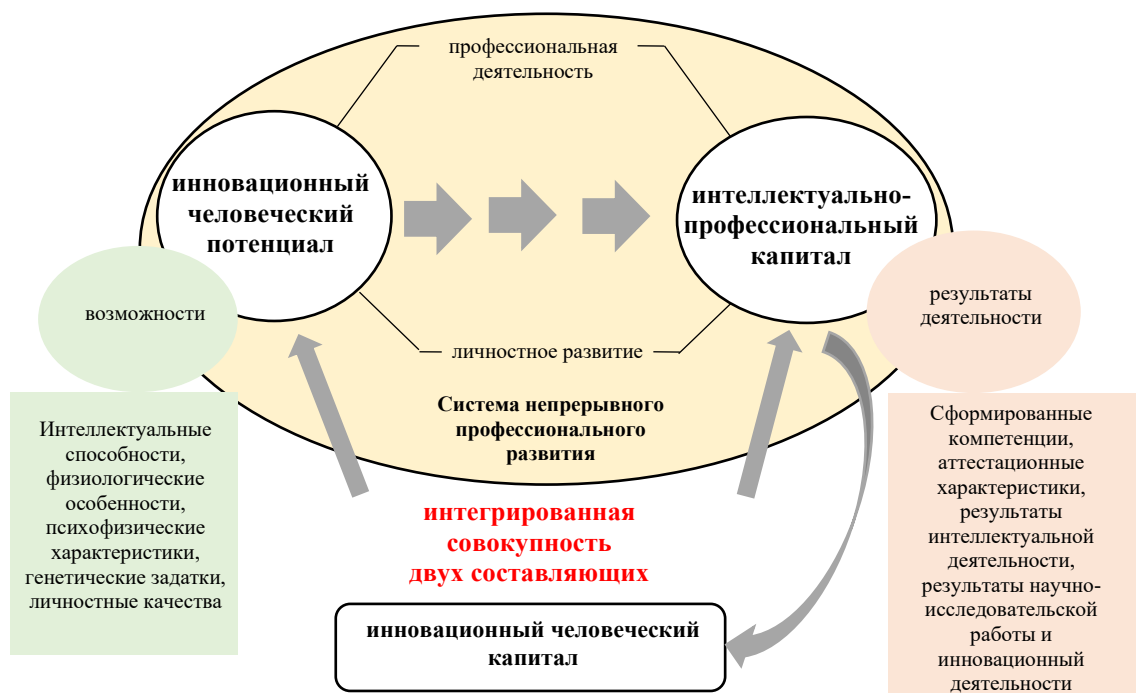 профессиональная
деятельность
инновационный
человеческий
потенциал
интеллектуально-
профессиональный
капитал
возможности
результаты
деятельности
личностное развитие
Система непрерывного
профессионального
развития
Интеллектуальные
способности,
физиологические
особенности,
психофизические
характеристики,
генетические задатки,
личностные качества
Сформированные
компетенции,
аттестационные
характеристики,
результаты
интеллектуальной
деятельности,
результаты научно-
исследовательской
работы и
инновационный
деятельности
интегрированная
совокупность
двух составляющих
инновационный человеческий
капитал